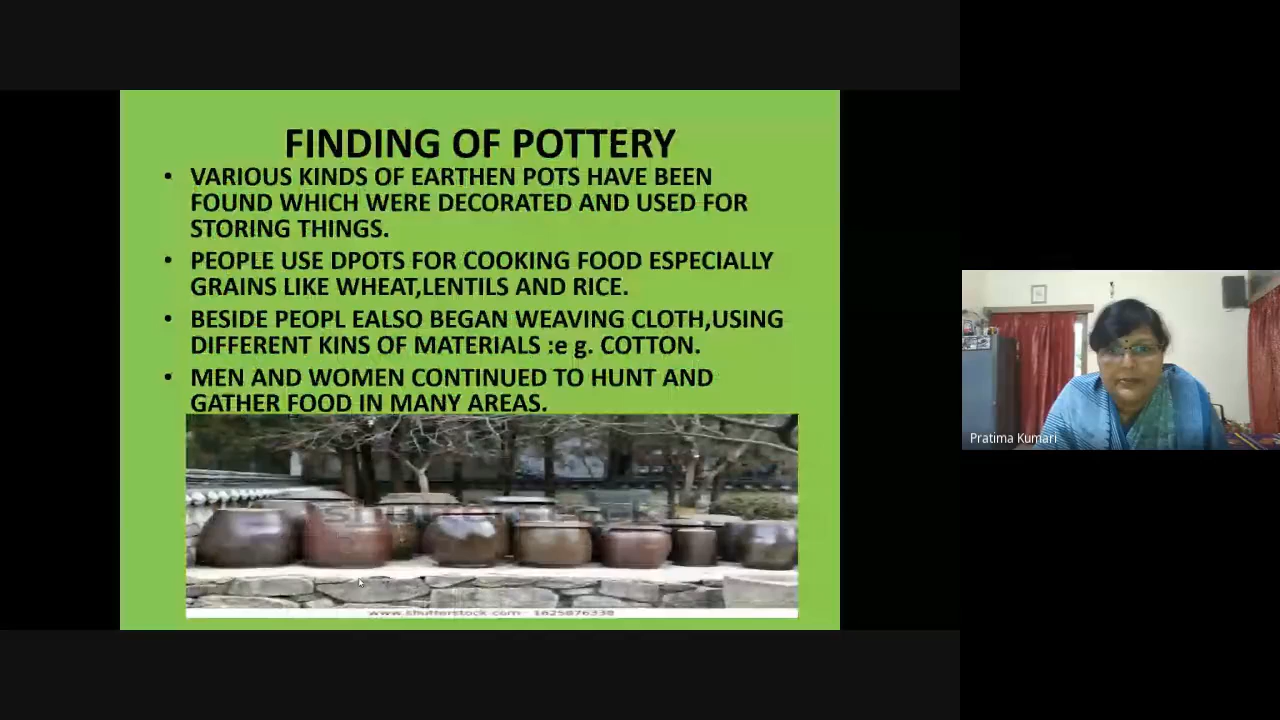 FINDING OF POTTERY
• VARIOUS KINDS OF EARTHEN POTS HAVE BEEN
FOUND WHICH WERE DECORATED AND USED FOR
STORING THINGS.
• PEOPLE USE DPOTS FOR COOKING FOOD ESPECIALLY
GRAINS LIKE WHEAT,LENTILS AND RICE.
• BESIDE PEOPL EALSO BEGAN WEAVING CLOTH,USING
DIFFERENT KINS OF MATERIALS :e g. COTTON.
• MEN AND WOMEN CONTINUED TO HUNT AND
GATHER FOOD IN MANY AREAS.
shutterstock
www.shutterstock.com · 1625876338
Pratima Kumari